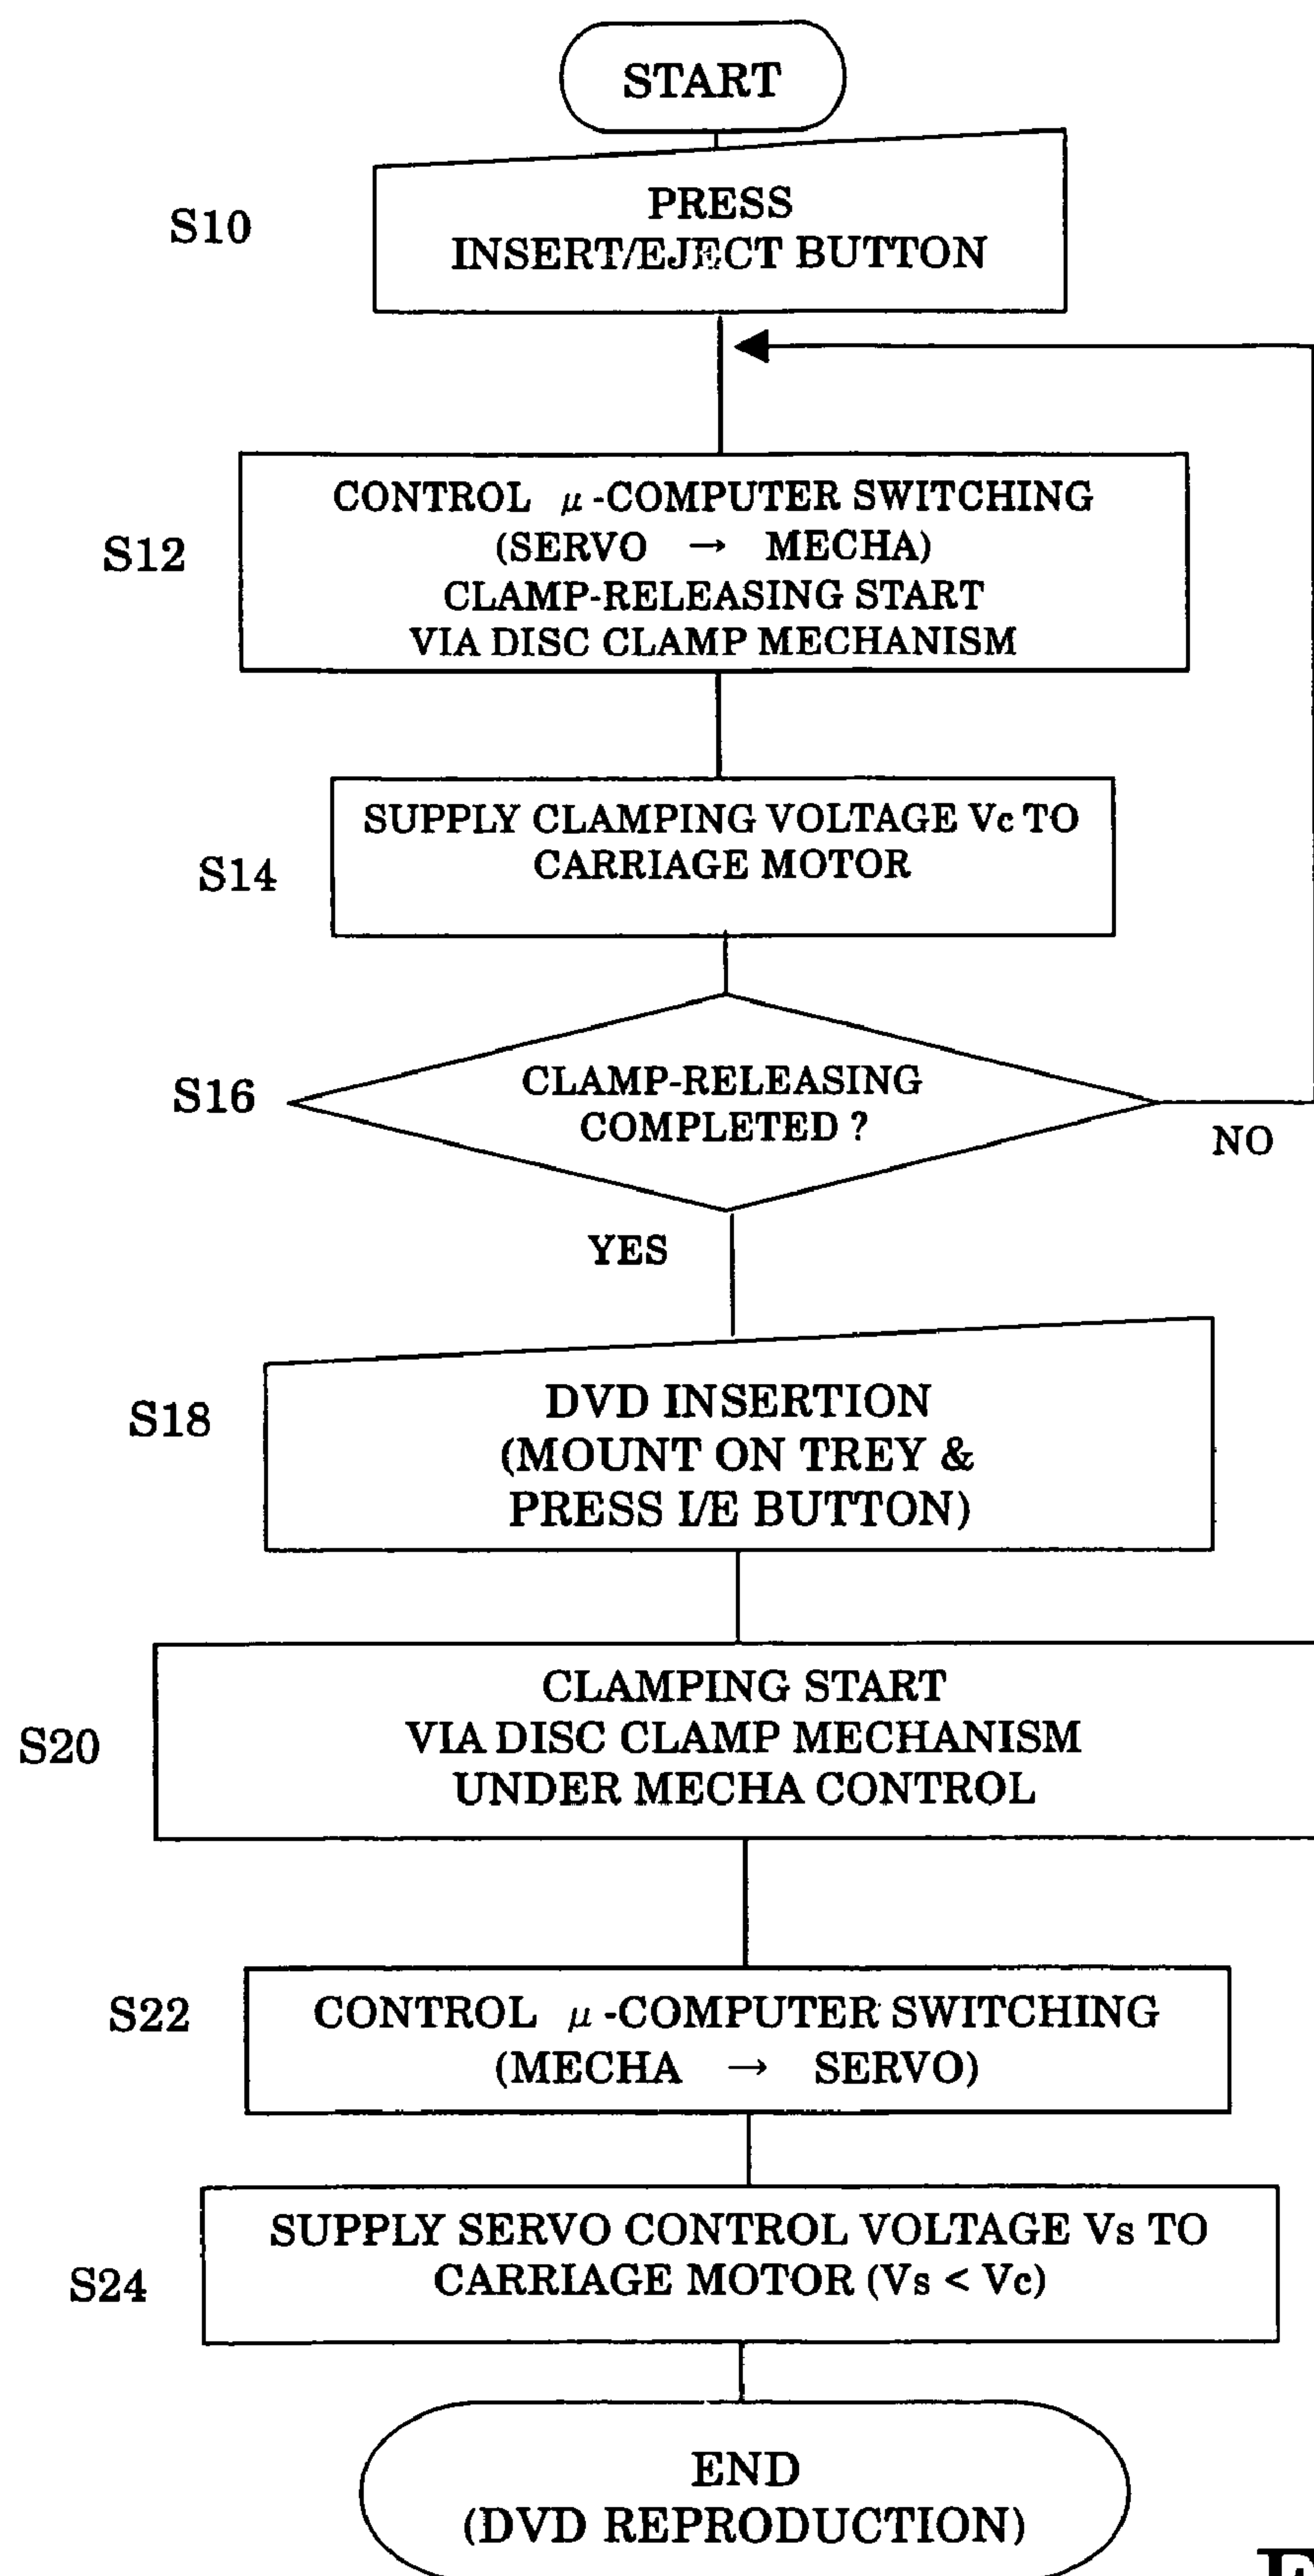 START
S10
PRESS
INSERT/EJECT BUTTON
S12
CONTROL μ-COMPUTER SWITCHING
(SERVO → MECHA)
CLAMP-RELEASING START
VIA DISC CLAMP MECHANISM
S14
SUPPLY CLAMPING VOLTAGE Vc TO
CARRIAGE MOTOR
S16
CLAMP-RELEASING
COMPLETED ?
NO
YES
S18
DVD INSERTION
(MOUNT ON TREY &
PRESS I/E BUTTON)
S20
CLAMPING START
VIA DISC CLAMP MECHANISM
UNDER MECHA CONTROL
S22
CONTROL μ-COMPUTER SWITCHING
(MECHA → SERVO)
S24
SUPPLY SERVO CONTROL VOLTAGE Vs TO
CARRIAGE MOTOR (Vs < Vc)
END
(DVD REPRODUCTION)